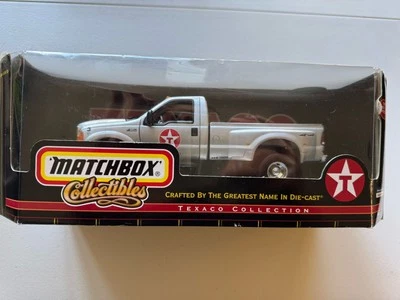 MATCHBOX
Collectibles
CRAFTED BY THE GREATEST NAME IN DIE-CAST
TEXACO COLLECTION
T